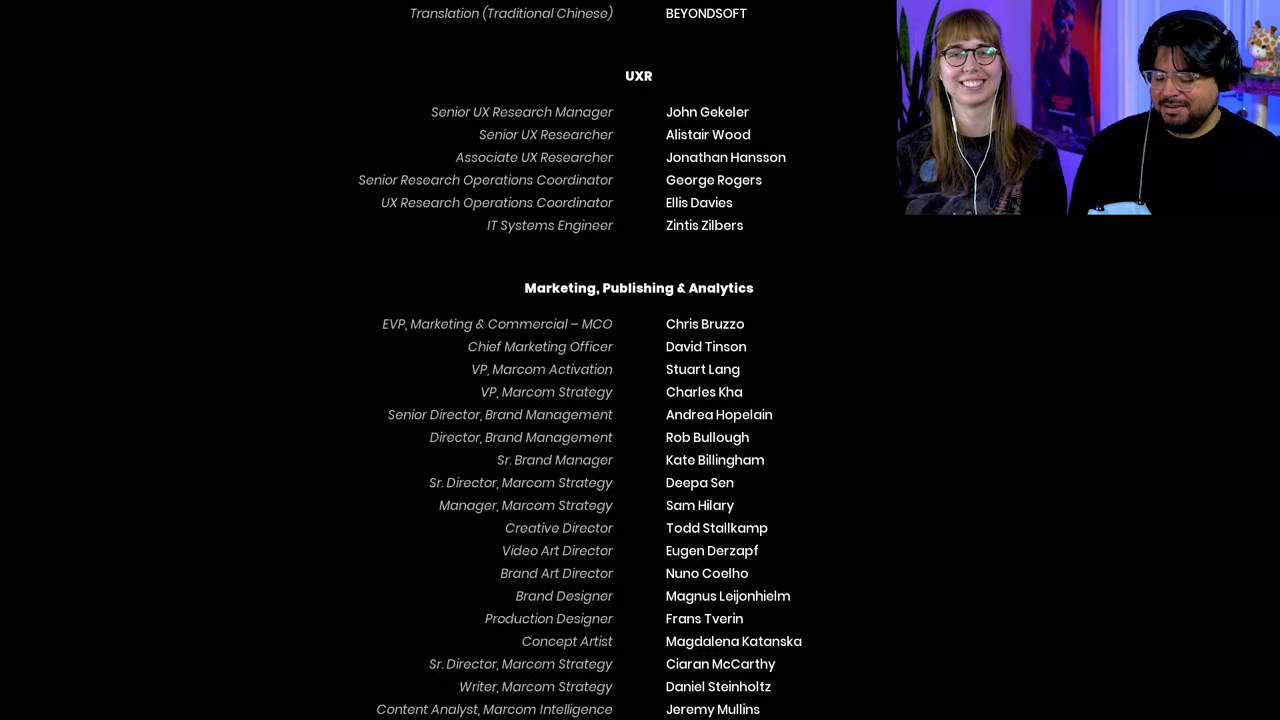 Translation (Traditional Chinese) BEYONDSOFT
UXR
Senior UX Research Manager John Gekeler
Senior UX Researcher Alistair Wood
Associate UX Researcher Jonathan Hansson
Senior Research Operations Coordinator George Rogers
UX Research Operations Coordinator Ellis Davies
IT Systems Engineer Zintis Zilbers
Marketing, Publishing & Analytics
EVP, Marketing & Commercial – MCO Chris Bruzzo
Chief Marketing Officer David Tinson
VP, Marcom Activation Stuart Lang
VP, Marcom Strategy Charles Kha
Senior Director, Brand Management Andrea Hopelain
Director, Brand Management Rob Bullough
Sr. Brand Manager Kate Billingham
Sr. Director, Marcom Strategy Deepa Sen
Manager, Marcom Strategy Sam Hilary
Creative Director Todd Stallkamp
Video Art Director Eugen Derzapf
Brand Art Director Nuno Coelho
Brand Designer Magnus Leijonhielm
Production Designer Frans Tverin
Concept Artist Magdalena Katanska
Sr. Director, Marcom Strategy Ciaran McCarthy
Writer, Marcom Strategy Daniel Steinholtz
Content Analyst, Marcom Intelligence Jeremy Mullins